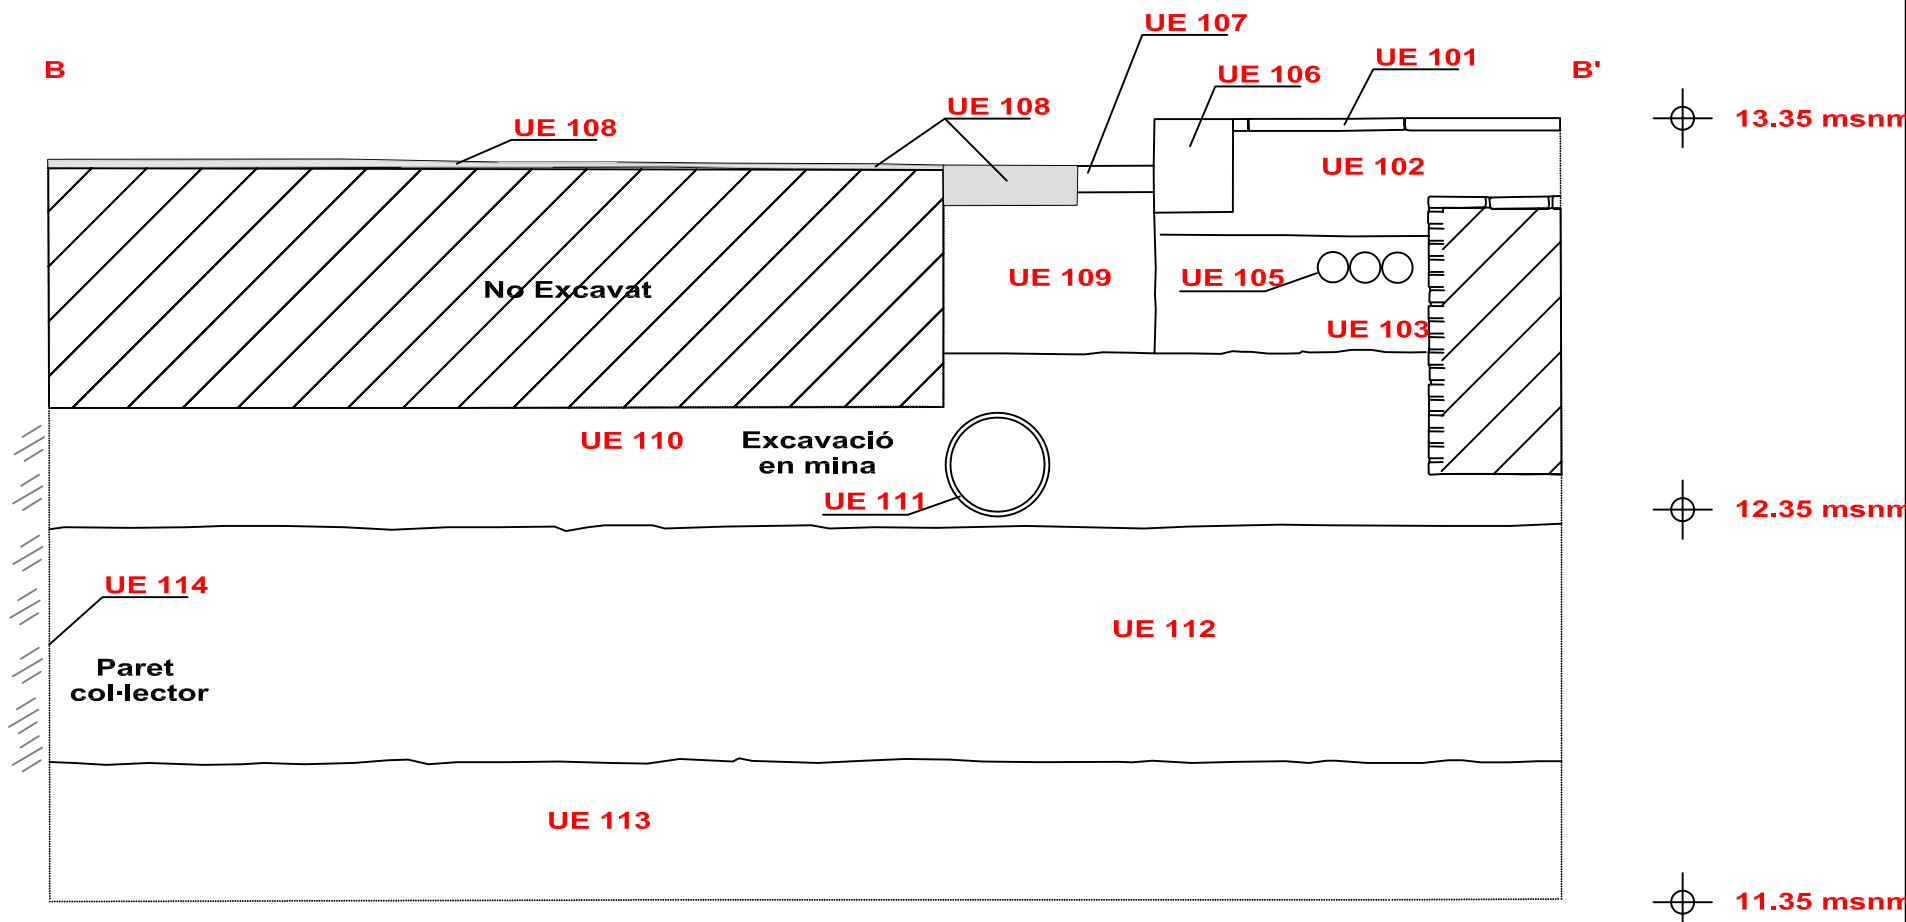 UE 107
UE 101
B
B'
UE 106
UE 108
UE 108
13.35 msnm
UE 102
No Excavat
UE 109
UE 105
UE 103
UE 110
Excavació
en mina
UE 111
12.35 msnm
UE 114
UE 112
Paret
col·lector
UE 113
11.35 msnm